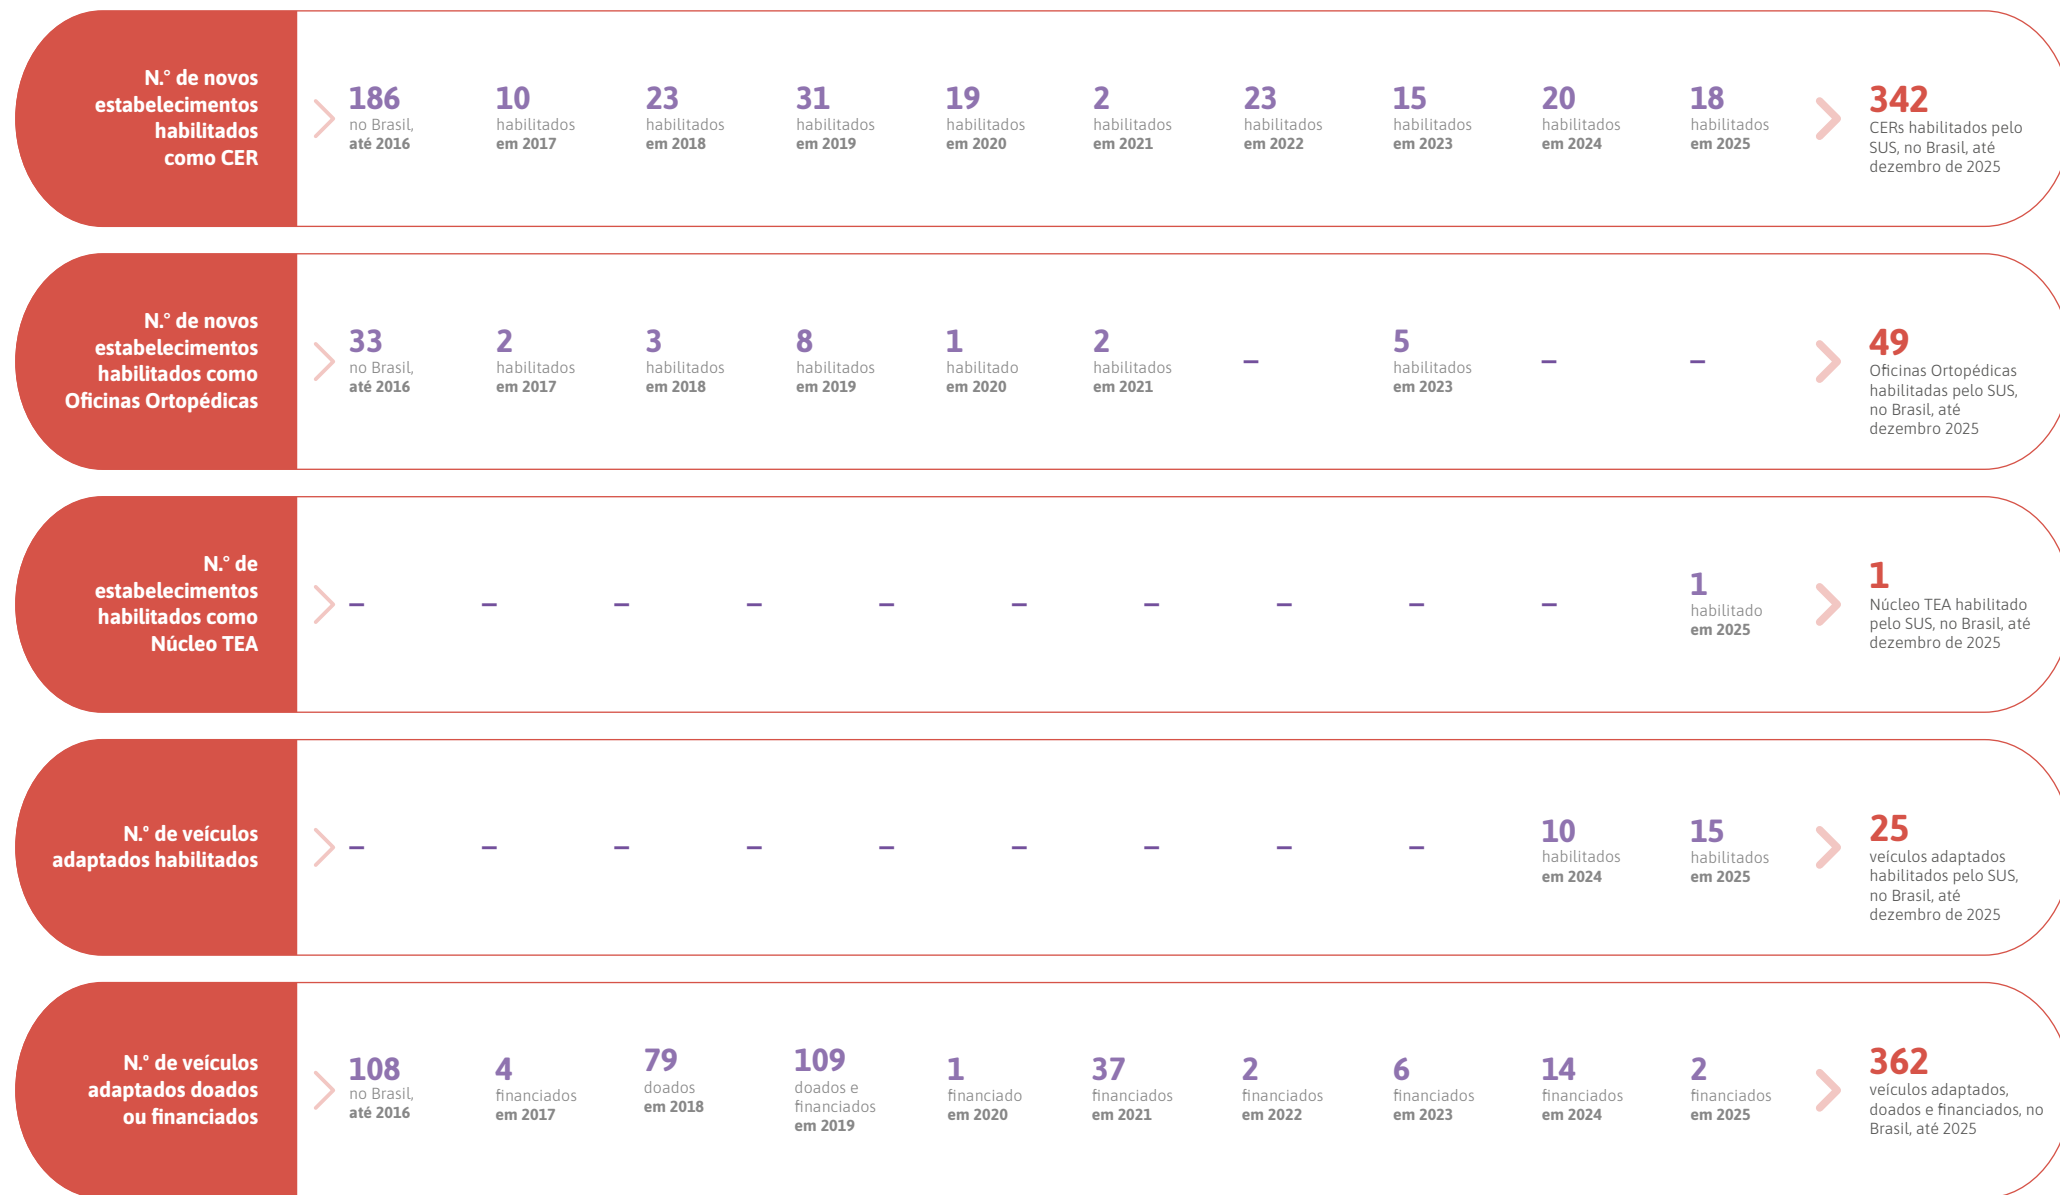 N.° de novos
estabelecimentos
habilitados
como CER
186
no Brasil,
até 2016
10
habilitados
em 2017
23
habilitados
em 2018
31
habilitados
em 2019
19
habilitados
em 2020
2
habilitados
em 2021
23
habilitados
em 2022
15
habilitados
em 2023
20
habilitados
em 2024
18
habilitados
em 2025
342
CERs habilitados pelo
SUS, no Brasil, até
dezembro de 2025
N.° de novos
estabelecimentos
habilitados como
Oficinas Ortopédicas
33
no Brasil,
até 2016
2
habilitados
em 2017
3
habilitados
em 2018
8
habilitados
em 2019
1
habilitado
em 2020
2
habilitados
em 2021
–
5
habilitados
em 2023
–
–
49
Oficinas Ortopédicas
habilitadas pelo SUS,
no Brasil, até
dezembro 2025
N.° de
estabelecimentos
habilitados como
Núcleo TEA
– – – – – – – – – –
1
habilitado
em 2025
1
Núcleo TEA habilitado
pelo SUS, no Brasil, até
dezembro de 2025
N.° de veículos
adaptados habilitados
– – – – – – – – –
10
habilitados
em 2024
15
habilitados
em 2025
25
veículos adaptados
habilitados pelo SUS,
no Brasil, até
dezembro de 2025
N.° de veículos
adaptados doados
ou financiados
108
no Brasil,
até 2016
4
financiados
em 2017
79
doados
em 2018
109
doados e
financiados
em 2019
1
financiado
em 2020
37
financiados
em 2021
2
financiados
em 2022
6
financiados
em 2023
14
financiados
em 2024
2
financiados
em 2025
362
veículos adaptados,
doados e financiados, no
Brasil, até 2025